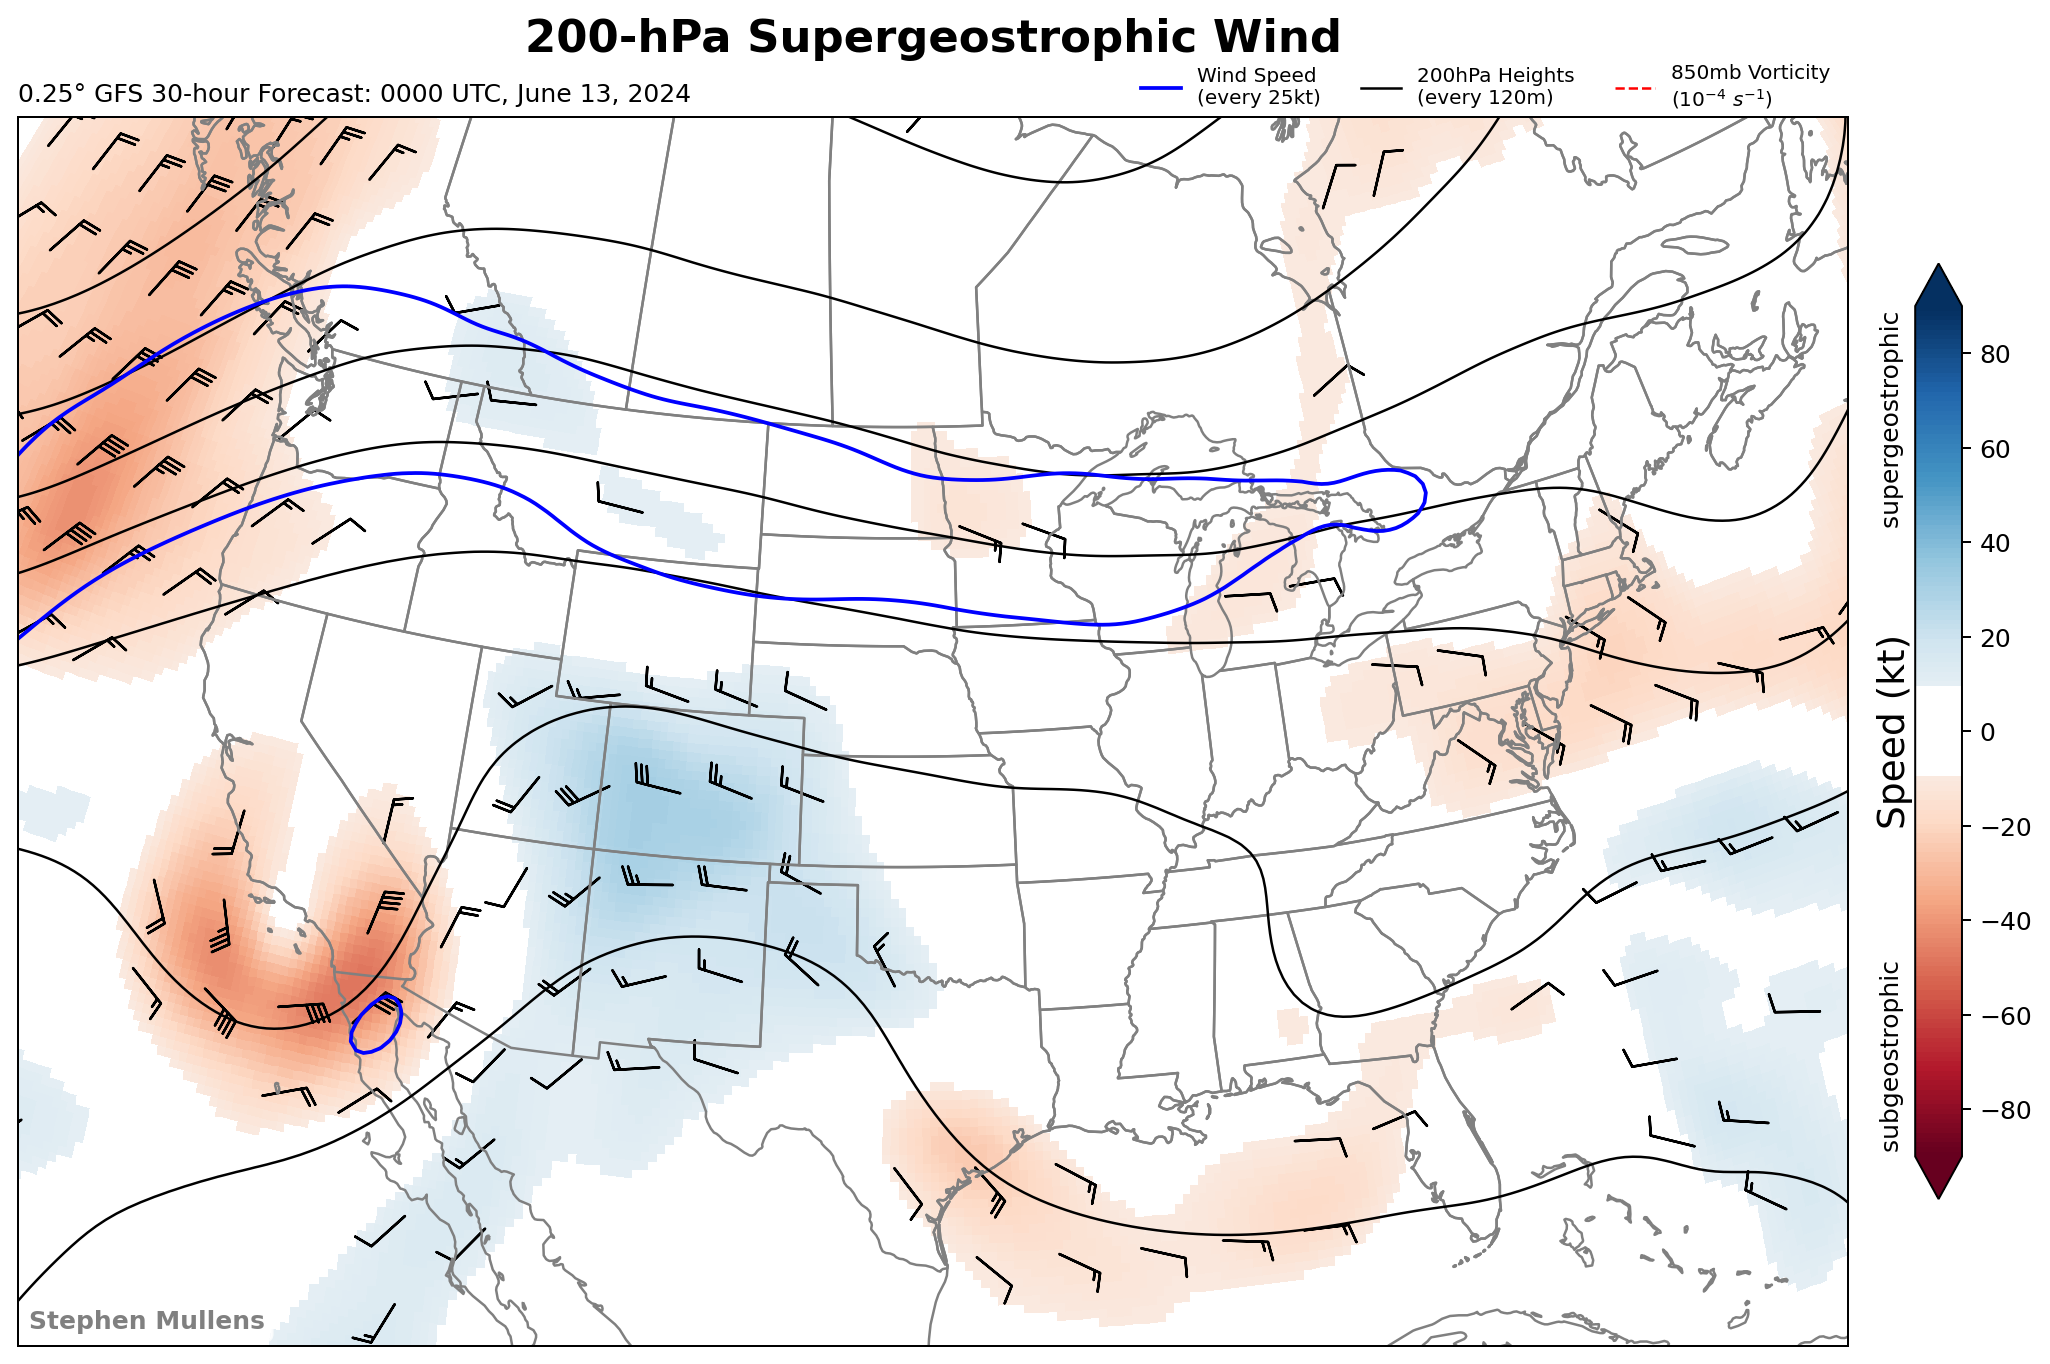 200-hPa Supergeostrophic Wind
0.25° GFS 30-hour Forecast: 0000 UTC, June 13, 2024
Wind Speed
(every 25kt)
200hPa Heights
(every 120m)
850mb Vorticity
(10⁻⁴ s⁻¹)
supergeostrophic
Speed (kt)
subgeostrophic
80
60
40
20
0
−20
−40
−60
−80
Stephen Mullens